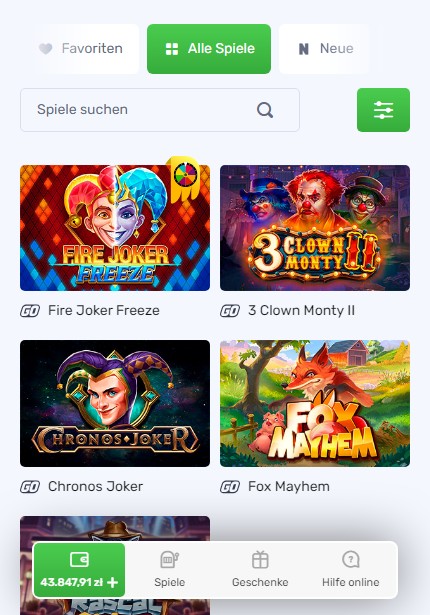 Favoriten
Alle Spiele
N Neue
Spiele suchen
FIRE JOKER
FREEZE
3 CLOWN
MONTY II
GO Fire Joker Freeze
GO 3 Clown Monty II
CHRONOS JOKER
FOX
MAYHEM
GO Chronos Joker
GO Fox Mayhem
Rascal
43.847,91 zł +
Spiele
Geschenke
Hilfe online